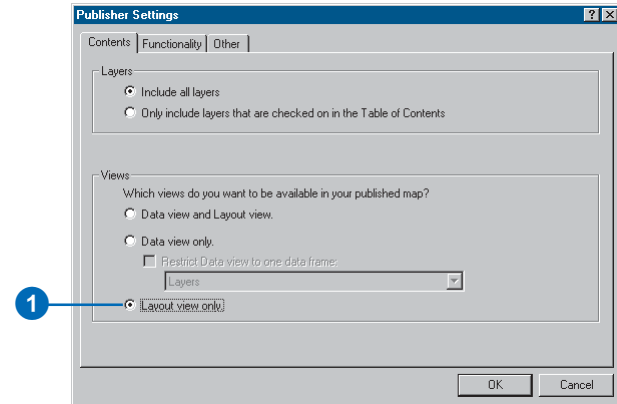 Publisher Settings
Contents Functionality Other
Layers
Include all layers
Only include layers that are checked on in the Table of Contents
Views
Which views do you want to be available in your published map?
Data view and Layout view.
Data view only.
Restrict Data view to one data frame:
Layers
1 Layout view only.
OK Cancel